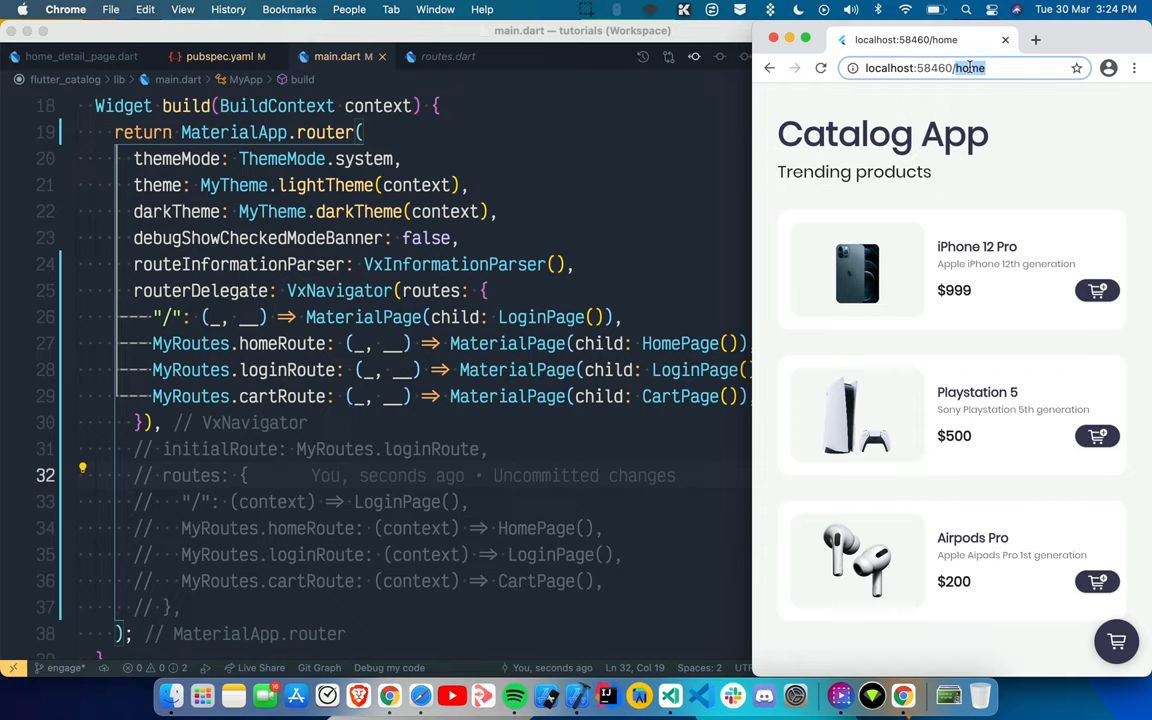 Chrome File Edit View History Bookmarks People Tab Window Help
Tue 30 Mar 3:24 PM
main.dart — tutorials (Workspace)
home_detail_page.dart pubspec.yaml M main.dart M × routes.dart
flutter_catalog > lib > main.dart > MyApp > build
18 Widget build(BuildContext context) {
19 return MaterialApp.router(
20 themeMode: ThemeMode.system,
21 theme: MyTheme.lightTheme(context),
22 darkTheme: MyTheme.darkTheme(context),
23 debugShowCheckedModeBanner: false,
24 routeInformationParser: VxInformationParser(),
25 routerDelegate: VxNavigator(routes: {
26 "/": (_, __) => MaterialPage(child: LoginPage()),
27 MyRoutes.homeRoute: (_, __) => MaterialPage(child: HomePage()),
28 MyRoutes.loginRoute: (_, __) => MaterialPage(child: LoginPage()
29 MyRoutes.cartRoute: (_, __) => MaterialPage(child: CartPage()),
30 }), // VxNavigator
31 // initialRoute: MyRoutes.loginRoute,
32 // routes: { You, seconds ago • Uncommitted changes
33 // "/": (context) => LoginPage(),
34 // MyRoutes.homeRoute: (context) => HomePage(),
35 // MyRoutes.loginRoute: (context) => LoginPage(),
36 // MyRoutes.cartRoute: (context) => CartPage(),
37 // },
38 ); // MaterialApp.router
engage* 0 0 2 Live Share Git Graph Debug my code You, seconds ago Ln 32, Col 19 Spaces: 2
localhost:58460/home
localhost:58460/home
Catalog App
Trending products
iPhone 12 Pro
Apple iPhone 12th generation
$999
Playstation 5
Sony Playstation 5th generation
$500
Airpods Pro
Apple Aipods Pro 1st generation
$200